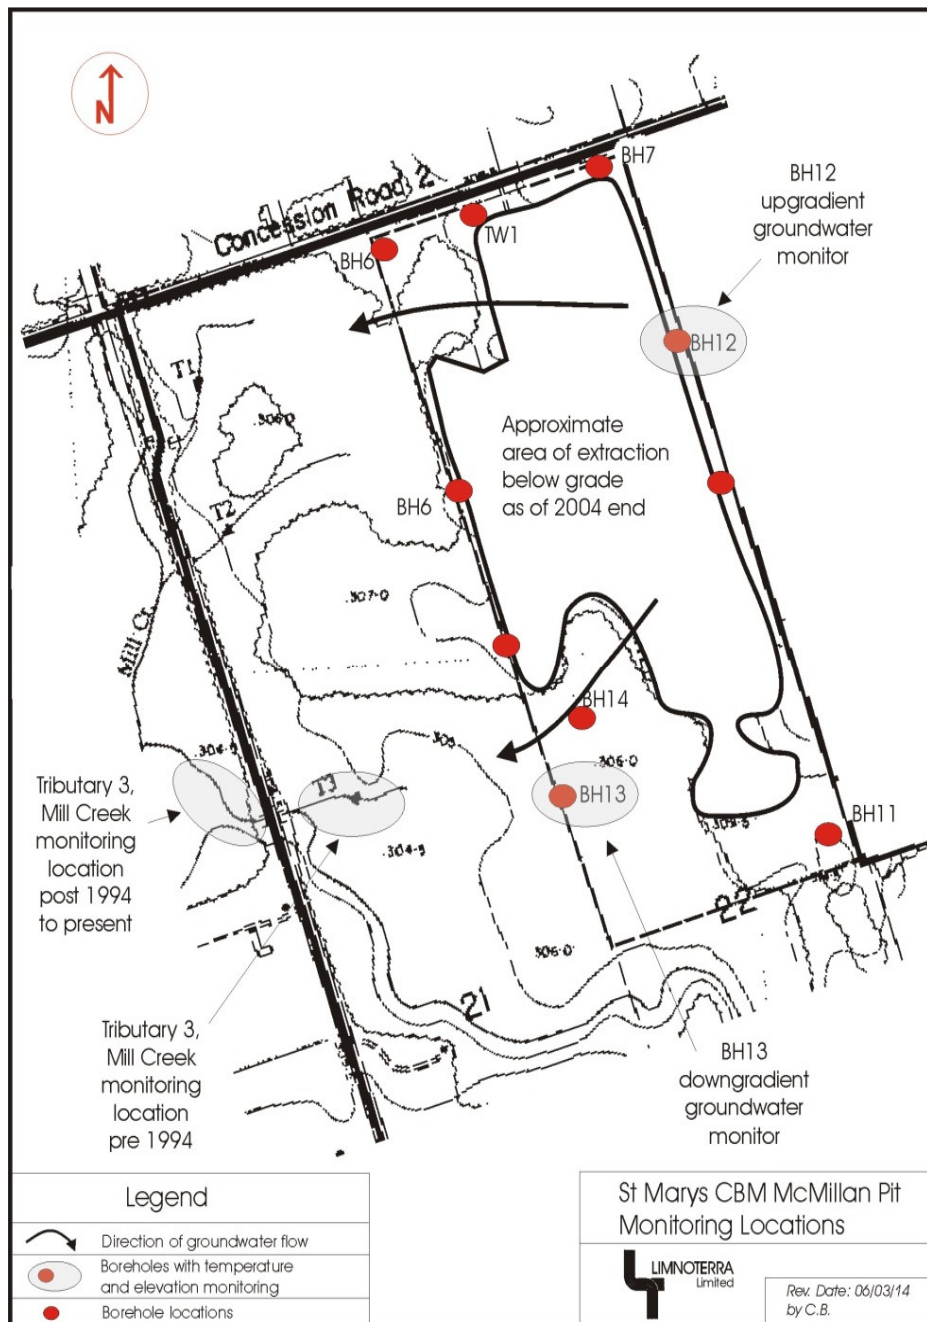 N
Concession Road 2
BH7
BH12
upgradient
groundwater
monitor
TW1
BH6
BH12
T1
306.0
Approximate
area of extraction
below grade
as of 2004 end
BH6
T2
307.0
Mill Cr.
BH14
305
306.0
BH13
T3
Tributary 3,
Mill Creek
monitoring
location
post 1994
to present
304.5
BH11
22
306.0
21
Tributary 3,
Mill Creek
monitoring
location
pre 1994
BH13
downgradient
groundwater
monitor
Legend
Direction of groundwater flow
Boreholes with temperature
and elevation monitoring
Borehole locations
St Marys CBM McMillan Pit
Monitoring Locations
LIMNOTERRA
Limited
Rev. Date: 06/03/14
by C.B.